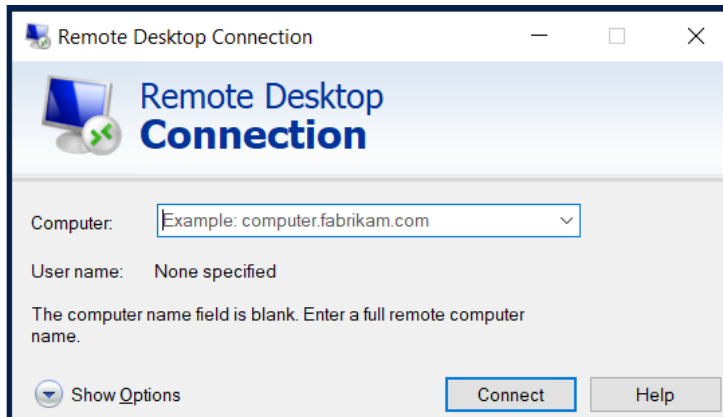 Remote Desktop Connection
Remote Desktop
Connection
Computer: Example: computer.fabrikam.com
User name: None specified
The computer name field is blank. Enter a full remote computer
name.
Show Options Connect Help